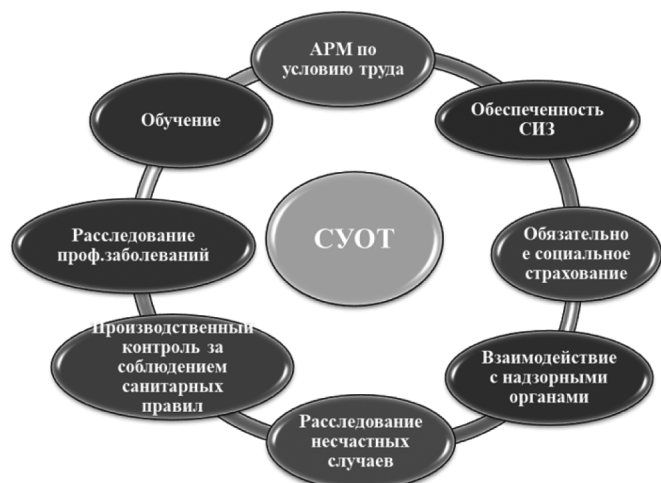 АРМ по
условию труда
Обеспеченность
СИЗ
Обязательно
е социальное
страхование
Взаимодействие
с надзорными
органами
Расследование
несчастных
случаев
Производственный
контроль за
соблюдением
санитарных
правил
Расследование
проф.заболеваний
Обучение
СУОТ